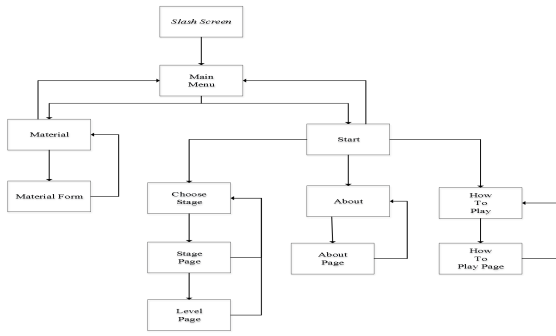 Slash Screen
Main
Menu
Material
Start
Material Form
Choose
Stage
About
How
To
Play
Stage
Page
About
Page
How
To
Play Page
Level
Page